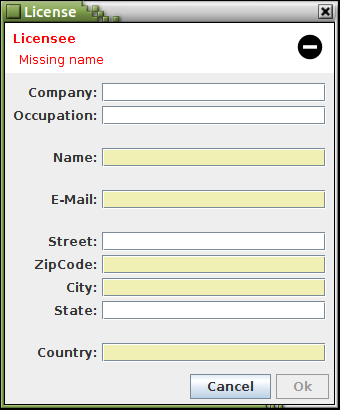 License
Licensee
Missing name
Company:
Occupation:
Name:
E-Mail:
Street:
ZipCode:
City:
State:
Country:
Cancel Ok